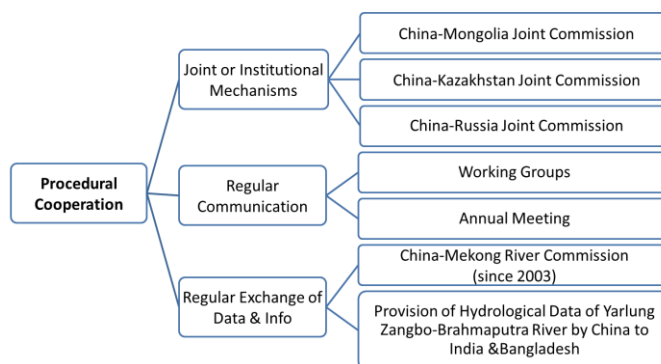 China-Mongolia Joint Commission
Joint or Institutional
Mechanisms
China-Kazakhstan Joint Commission
China-Russia Joint Commission
Procedural
Cooperation
Regular
Communication
Working Groups
Annual Meeting
Regular Exchange of
Data & Info
China-Mekong River Commission
(since 2003)
Provision of Hydrological Data of Yarlung
Zangbo-Brahmaputra River by China to
India &Bangladesh